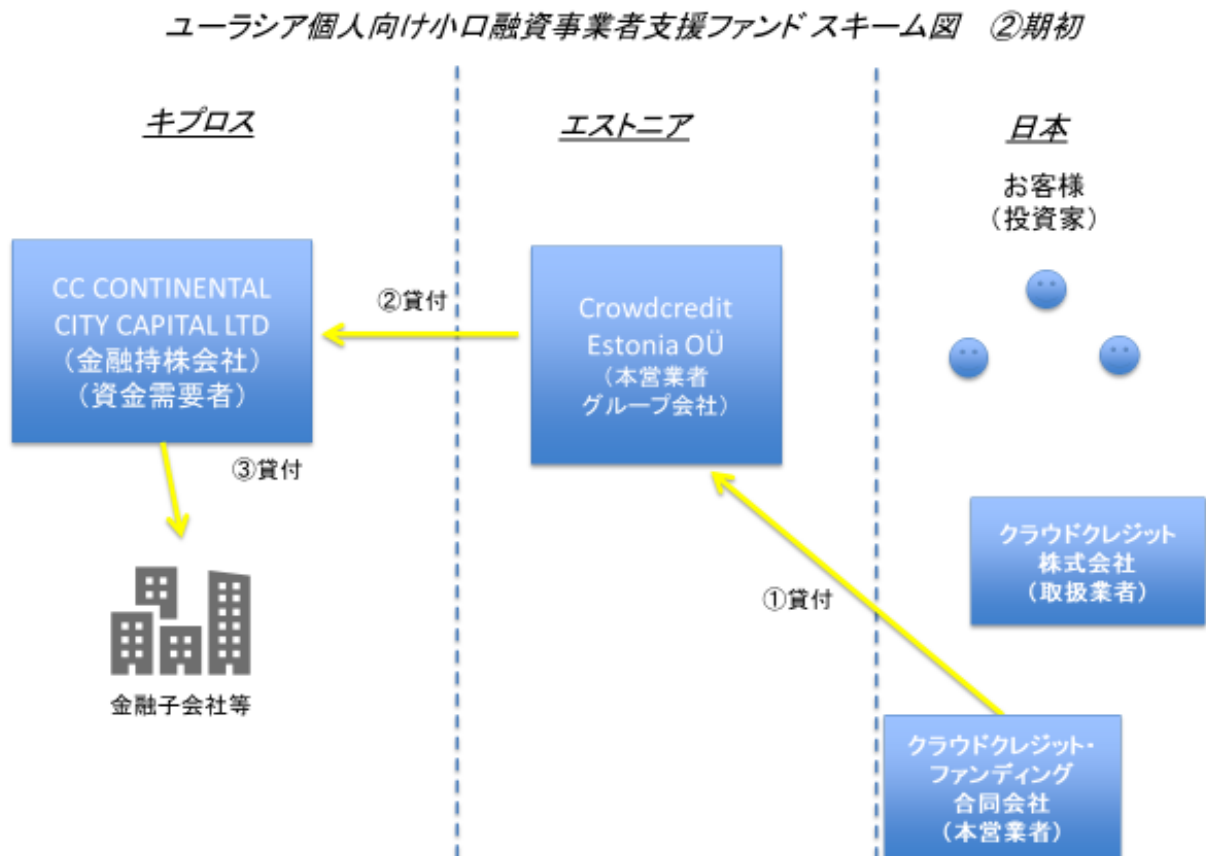 ユーラシア個人向け小口融資事業者支援ファンド スキーム図　②期初
キプロス
エストニア
日本
お客様
（投資家）
CC CONTINENTAL
CITY CAPITAL LTD
（金融持株会社）
（資金需要者）
②貸付
Crowdcredit
Estonia OÜ
（本営業者
グループ会社）
③貸付
金融子会社等
①貸付
クラウドクレジット
株式会社
（取扱業者）
クラウドクレジット・
ファンディング
合同会社
（本営業者）